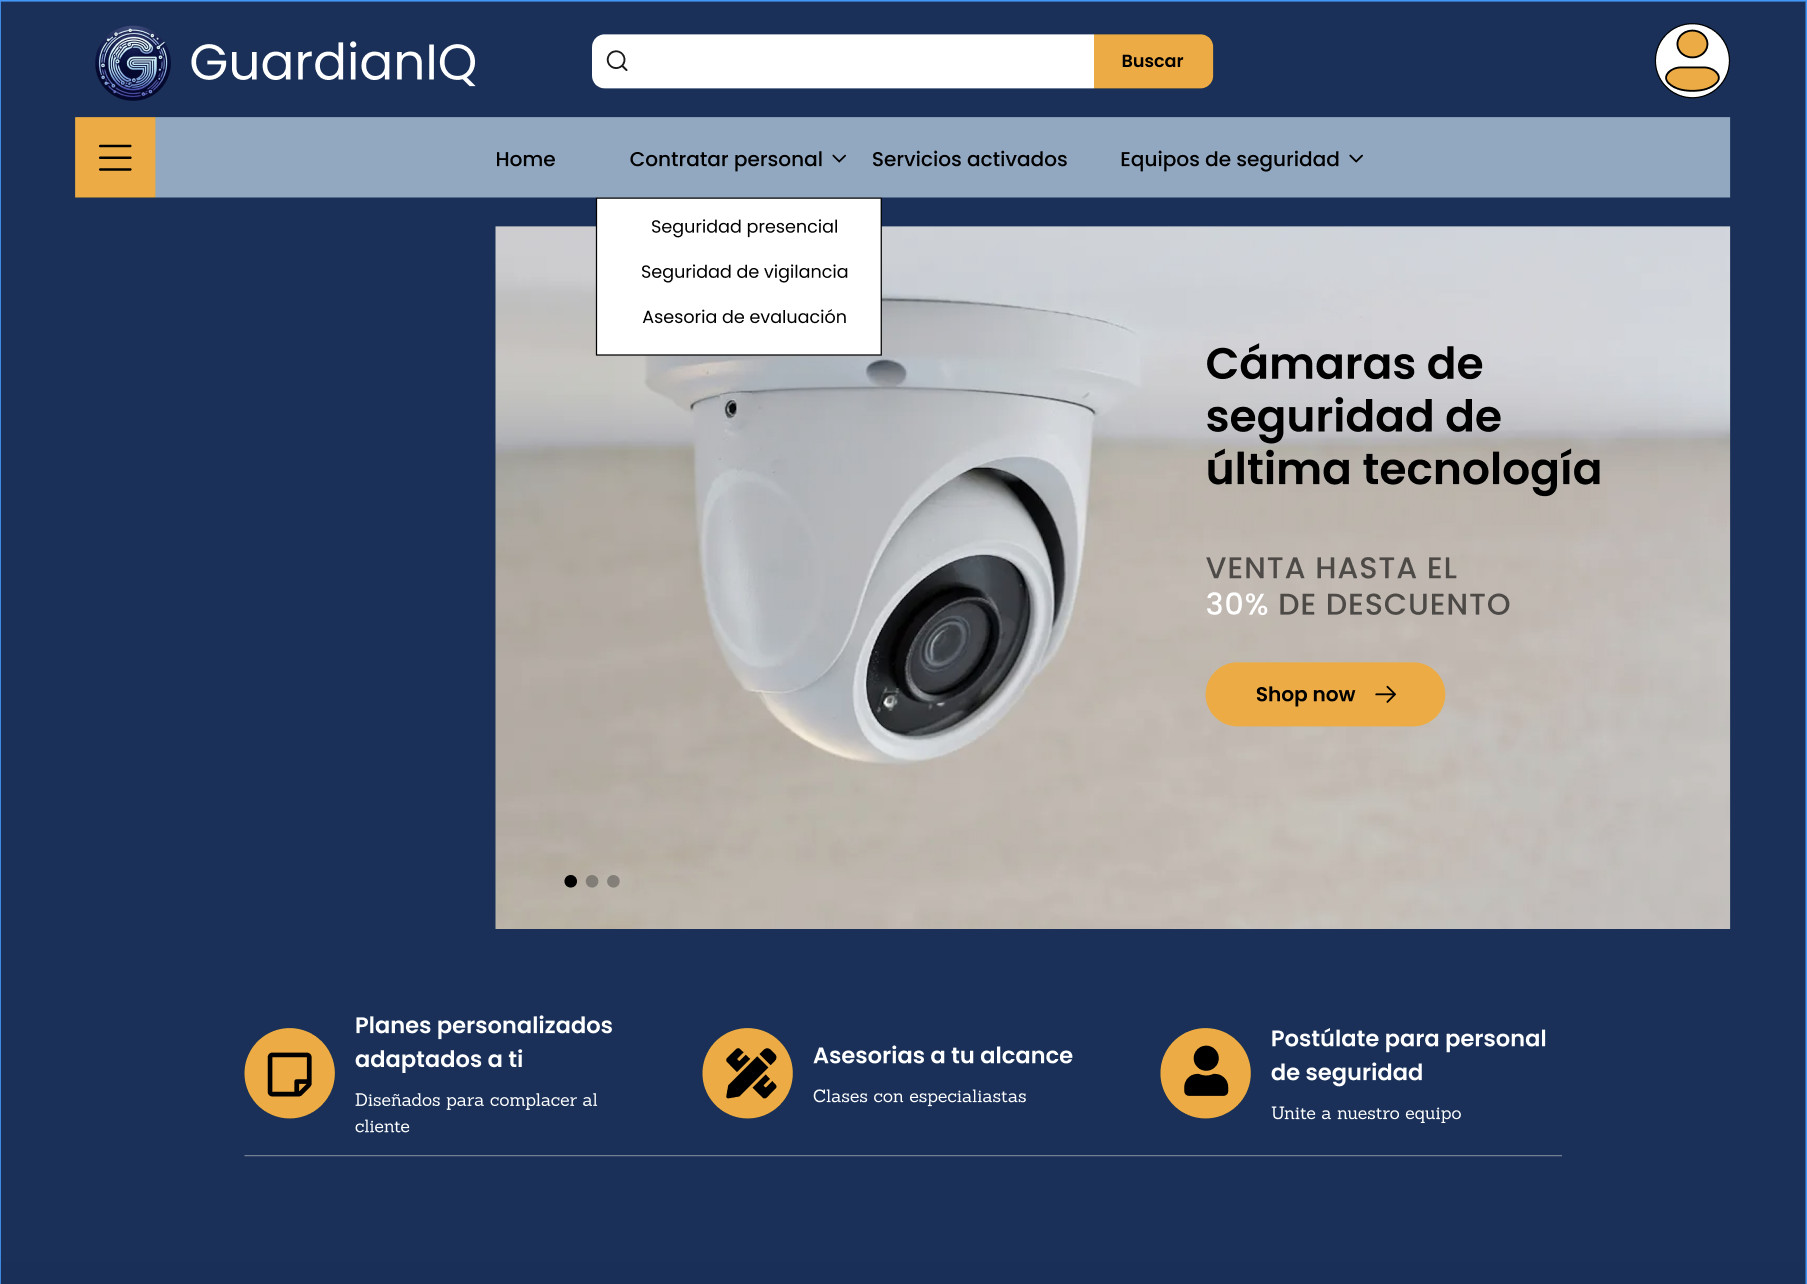 GuardianIQ
Buscar
Home
Contratar personal
Servicios activados
Equipos de seguridad
Seguridad presencial
Seguridad de vigilancia
Asesoria de evaluación
Cámaras de
seguridad de
última tecnología
VENTA HASTA EL
30% DE DESCUENTO
Shop now
Planes personalizados
adaptados a ti
Diseñados para complacer al
cliente
Asesorias a tu alcance
Clases con especialiastas
Postúlate para personal
de seguridad
Unite a nuestro equipo